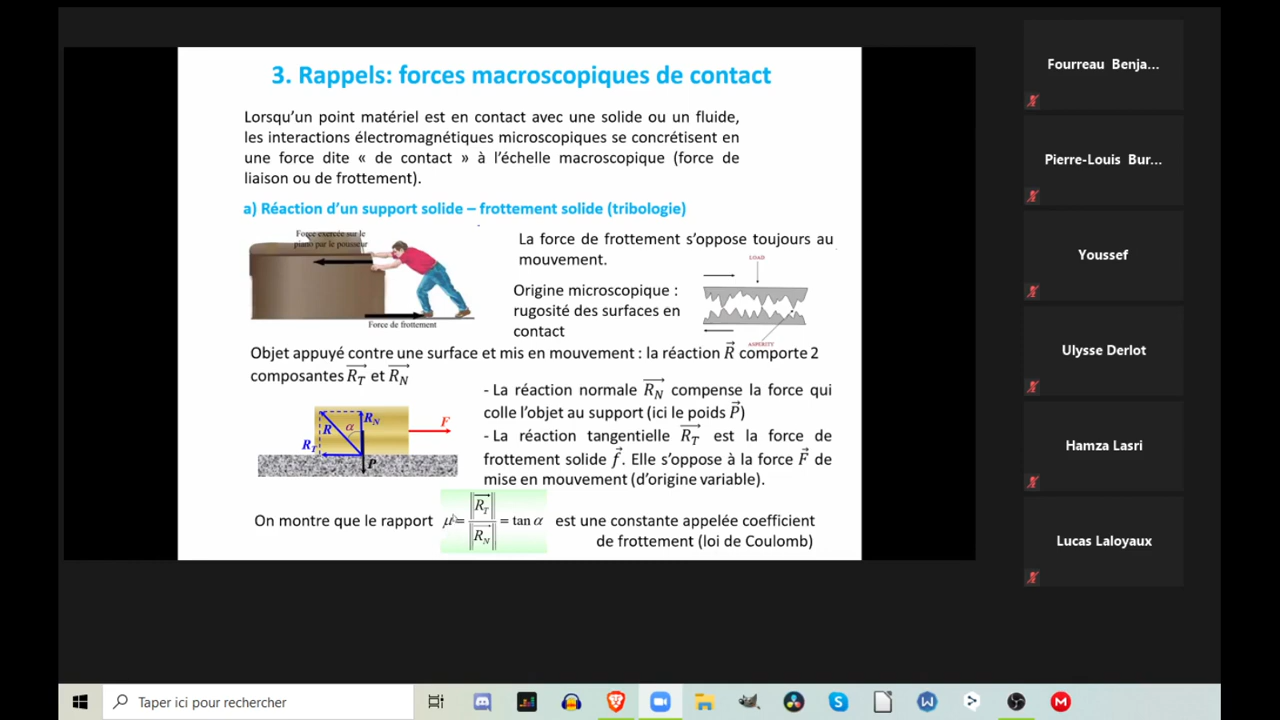 3. Rappels: forces macroscopiques de contact
Lorsqu'un point matériel est en contact avec une solide ou un fluide,
les interactions électromagnétiques microscopiques se concrétisent en
une force dite « de contact » à l'échelle macroscopique (force de
liaison ou de frottement).
a) Réaction d'un support solide – frottement solide (tribologie)
Force exercée sur le
piano par le pousseur
Force de frottement
La force de frottement s'oppose toujours au
mouvement.
Origine microscopique :
rugosité des surfaces en
contact
LOAD
ASPERITY
Objet appuyé contre une surface et mis en mouvement : la réaction R⃗ comporte 2
composantes R_T⃗ et R_N⃗
R_N
R
α
R_T
P
F
- La réaction normale R_N⃗ compense la force qui
colle l'objet au support (ici le poids P⃗)
- La réaction tangentielle R_T⃗ est la force de
frottement solide f⃗. Elle s'oppose à la force F⃗ de
mise en mouvement (d'origine variable).
On montre que le rapport μ = ‖R_T⃗‖ / ‖R_N⃗‖ = tan α est une constante appelée coefficient
de frottement (loi de Coulomb)
Fourreau Benja...
Pierre-Louis Bur...
Youssef
Ulysse Derlot
Hamza Lasri
Lucas Laloyaux
Taper ici pour rechercher